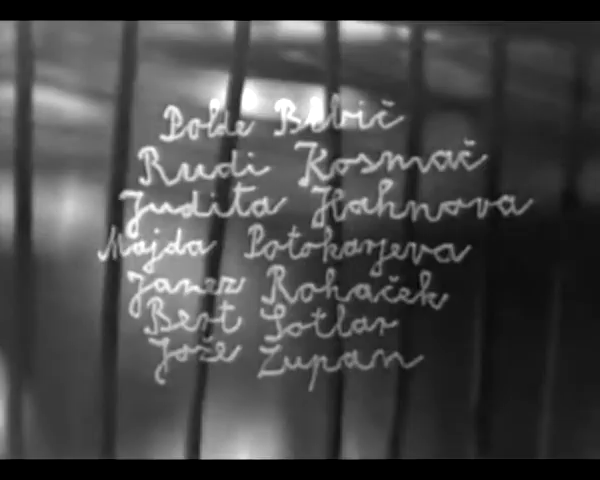 Polde Bibič
Rudi Kosmač
Judita Hahnova
Majda Potokarjeva
Janez Rohaček
Bert Sotlar
Jože Zupan